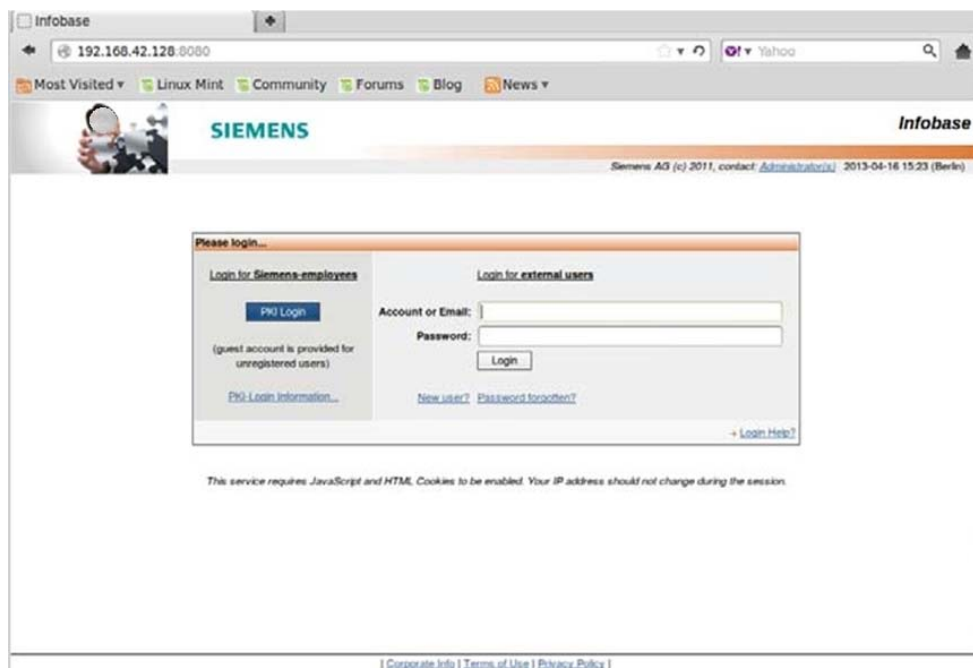 Infobase
192.168.42.128:8080
Yahoo
Most Visited Linux Mint Community Forums Blog News
SIEMENS
Infobase
Siemens AG (c) 2011, contact: Administrator(s) 2013-04-16 15:23 (Berlin)
Please login...
Login for Siemens-employees
Login for external users
PKI Login
Account or Email:
(guest account is provided for
unregistered users)
Password:
Login
PKI-Login Information...
New user? Password forgotten?
→ Login Help?
This service requires JavaScript and HTML Cookies to be enabled. Your IP address should not change during the session.
| Corporate Info | Terms of Use | Privacy Policy |